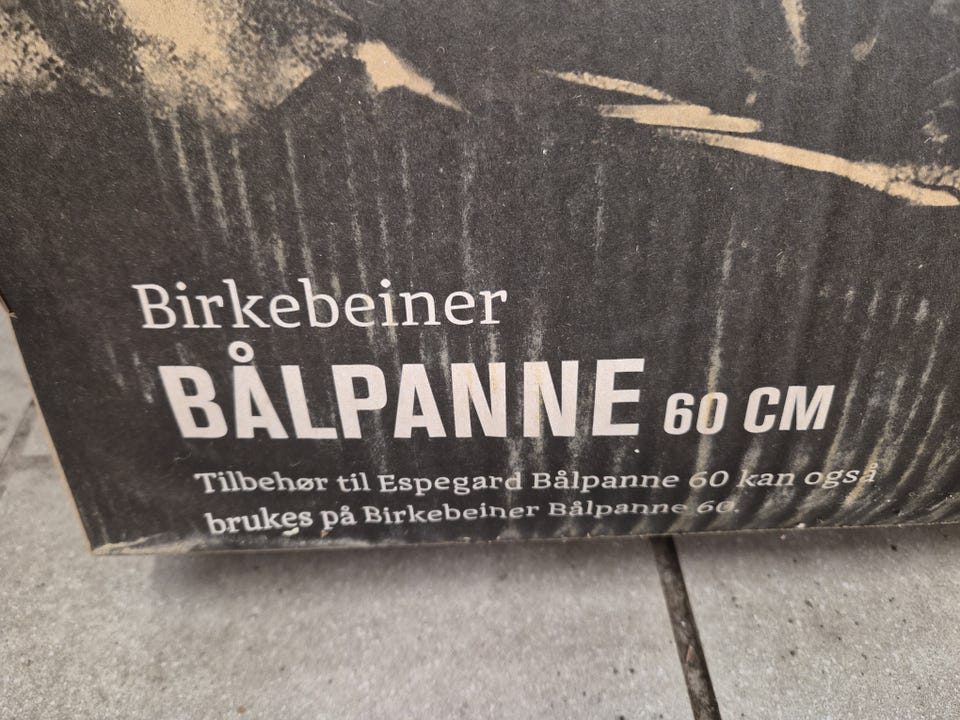 Birkebeiner
BÅLPANNE 60 CM
Tilbehør til Espegard Bålpanne 60 kan også
brukes på Birkebeiner Bålpanne 60.